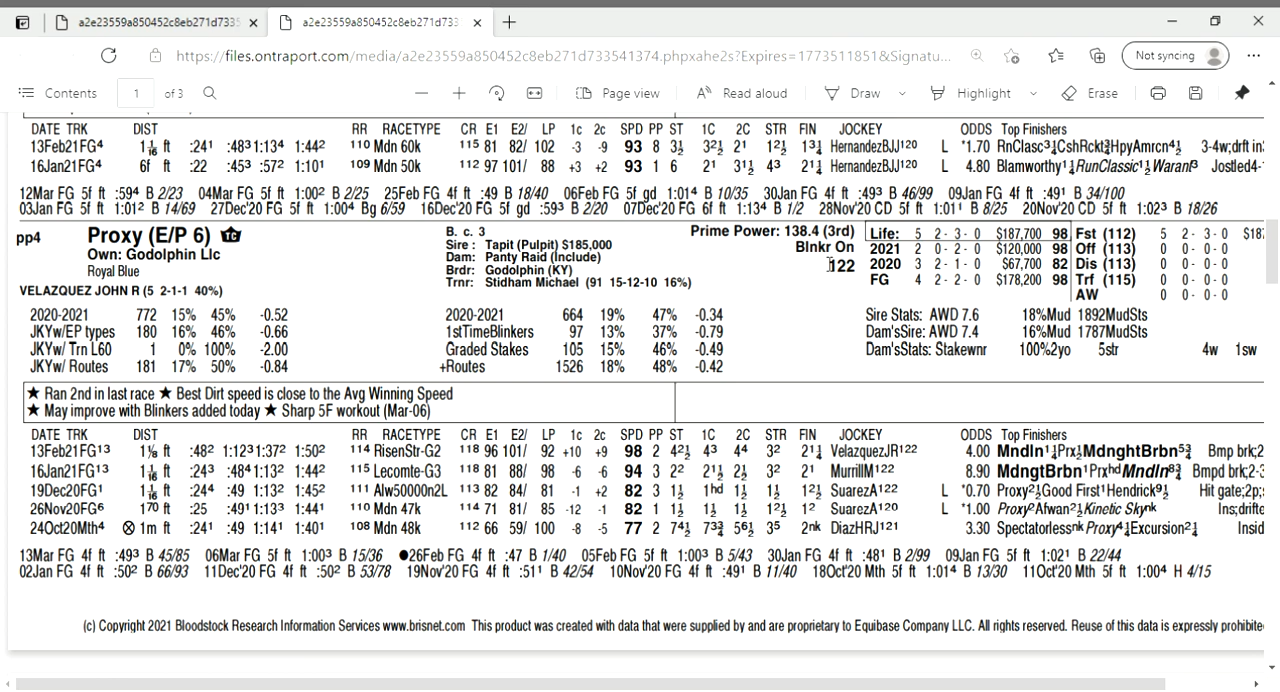 a2e23559a850452c8eb271d7335 a2e23559a850452c8eb271d733
https://files.ontraport.com/media/a2e23559a850452c8eb271d733541374.phpxahe2s?Expires=1773511851&Signatu... Not syncing
Contents 1 of 3 Page view Read aloud Draw Highlight Erase
DATE TRK DIST RR RACETYPE CR E1 E2/ LP 1c 2c SPD PP ST 1C 2C STR FIN JOCKEY ODDS Top Finishers
13Feb21FG⁴ 1 1/16 ft :24¹ :48³ 1:13⁴ 1:44² 110 Mdn 60k 115 81 82/ 102 -3 -9 93 8 3½ 32½ 2¹ 12½ 1¾ HernandezBJJ¹²⁰ L *1.70 RnClasc³¼CshRckt¾HpyAmrcn⁴½ 3-4w;drft in
16Jan21FG⁴ 6f ft :22 :45³ :57² 1:10¹ 109 Mdn 50k 112 97 101/ 88 +3 +2 93 1 6 2¹ 31½ 4³ 21¼ HernandezBJJ¹²⁰ L 4.80 Blamworthy¹¼RunClassic¹½Waranf³ Jostled4-
12Mar FG 5f ft :59⁴ B 2/23 04Mar FG 5f ft 1:00² B 2/25 25Feb FG 4f ft :49 B 18/40 06Feb FG 5f gd 1:01⁴ B 10/35 30Jan FG 4f ft :49³ B 46/99 09Jan FG 4f ft :49¹ B 34/100
03Jan FG 5f ft 1:01² B 14/69 27Dec'20 FG 5f ft 1:00⁴ Bg 6/59 16Dec'20 FG 5f gd :59³ B 2/20 07Dec'20 FG 6f ft 1:13⁴ B 1/2 28Nov'20 CD 5f ft 1:01¹ B 8/25 20Nov'20 CD 5f ft 1:02³ B 18/26
pp4 Proxy (E/P 6)
Own: Godolphin Llc
Royal Blue
VELAZQUEZ JOHN R (5 2-1-1 40%)
B. c. 3
Sire : Tapit (Pulpit) $185,000
Dam: Panty Raid (Include)
Brdr: Godolphin (KY)
Trnr: Stidham Michael (91 15-12-10 16%)
Prime Power: 138.4 (3rd)
Blnkr On
122
Life: 5 2 - 3 - 0 $187,700 98 Fst (112) 5 2 - 3 - 0 $18
2021 2 0 - 2 - 0 $120,000 98 Off (113) 0 0 - 0 - 0
2020 3 2 - 1 - 0 $67,700 82 Dis (113) 0 0 - 0 - 0
FG 4 2 - 2 - 0 $178,200 98 Trf (115) 0 0 - 0 - 0
AW 0 0 - 0 - 0
2020-2021 772 15% 45% -0.52 2020-2021 664 19% 47% -0.34 Sire Stats: AWD 7.6 18%Mud 1892MudSts
JKYw/EP types 180 16% 46% -0.66 1stTimeBlinkers 97 13% 37% -0.79 Dam'sSire: AWD 7.4 16%Mud 1787MudSts
JKYw/ Trn L60 1 0% 100% -2.00 Graded Stakes 105 15% 46% -0.49 Dam'sStats: Stakewnr 100%2yo 5str 4w 1sw
JKYw/ Routes 181 17% 50% -0.84 +Routes 1526 18% 48% -0.42
★ Ran 2nd in last race ★ Best Dirt speed is close to the Avg Winning Speed
★ May improve with Blinkers added today ★ Sharp 5F workout (Mar-06)
DATE TRK DIST RR RACETYPE CR E1 E2/ LP 1c 2c SPD PP ST 1C 2C STR FIN JOCKEY ODDS Top Finishers
13Feb21FG¹³ 1⅛ ft :48² 1:12³ 1:37² 1:50² 114 RisenStr-G2 118 96 101/ 92 +10 +9 98 2 42½ 4³ 4⁴ 3² 21¼ VelazquezJR¹²² 4.00 Mndln¹¼Prx½MdnghtBrbn⁵¾ Bmp brk;2
16Jan21FG¹³ 1 1/16 ft :24³ :48⁴ 1:13² 1:44² 115 Lecomte-G3 118 81 88/ 98 -6 -6 94 3 2² 21½ 2½ 3² 2¹ MurrillM¹²² 8.90 MdngtBrbn¹PrxʰᵈMndln⁸¾ Bmpd brk;2-3
19Dec20FG¹ 1 1/16 ft :24⁴ :49 1:13² 1:45² 111 Alw50000n2L 113 82 84/ 81 -1 +2 82 3 1½ 1ʰᵈ 1½ 1½ 12½ SuarezA¹²² L *0.70 Proxy²½Good First¹Hendrick⁹½ Hit gate;2p;
26Nov20FG⁶ 1⁷⁰ ft :25 :49¹ 1:13³ 1:44¹ 110 Mdn 47k 114 71 81/ 85 -12 -1 82 1 1½ 1½ 1½ 12½ 1² SuarezA¹²⁰ L *1.00 Proxy²Afwan²½Kinetic Skyⁿᵏ Ins;drifte
24Oct20Mth⁴ ⊗ 1m ft :24¹ :49 1:14¹ 1:40¹ 112 Mdn 48k 112 66 59/ 100 -8 -5 77 2 74½ 73¾ 56½ 3⁵ 2ⁿᵏ DiazHRJ¹²¹ 3.30 SpectatorlessⁿᵏProxy⁴¼Excursion²¼ Insid
13Mar FG 4f ft :49³ B 45/85 06Mar FG 5f ft 1:00³ B 15/36 ●26Feb FG 4f ft :47 B 1/40 05Feb FG 5f ft 1:00³ B 5/43 30Jan FG 4f ft :48¹ B 2/99 09Jan FG 5f ft 1:02¹ B 22/44
02Jan FG 4f ft :50² B 66/93 11Dec'20 FG 4f ft :50² B 53/78 19Nov'20 FG 4f ft :51¹ B 42/54 10Nov'20 FG 4f ft :49¹ B 11/40 18Oct'20 Mth 5f ft 1:01⁴ B 13/30 11Oct'20 Mth 5f ft 1:00⁴ H 4/15
(c) Copyright 2021 Bloodstock Research Information Services www.brisnet.com This product was created with data that were supplied by and are proprietary to Equibase Company LLC. All rights reserved. Reuse of this data is expressly prohibite